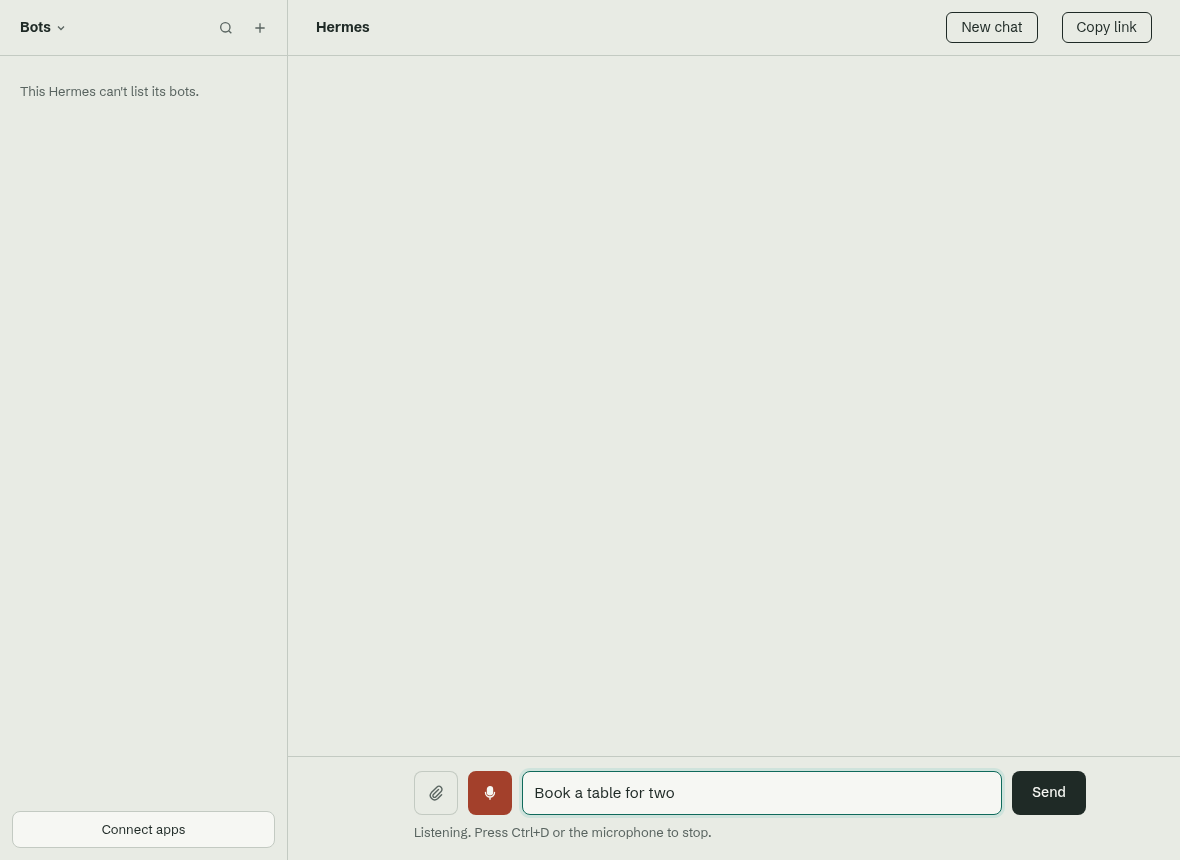 Bots
Hermes
New chat
Copy link
This Hermes can't list its bots.
Connect apps
Book a table for two
Send
Listening. Press Ctrl+D or the microphone to stop.